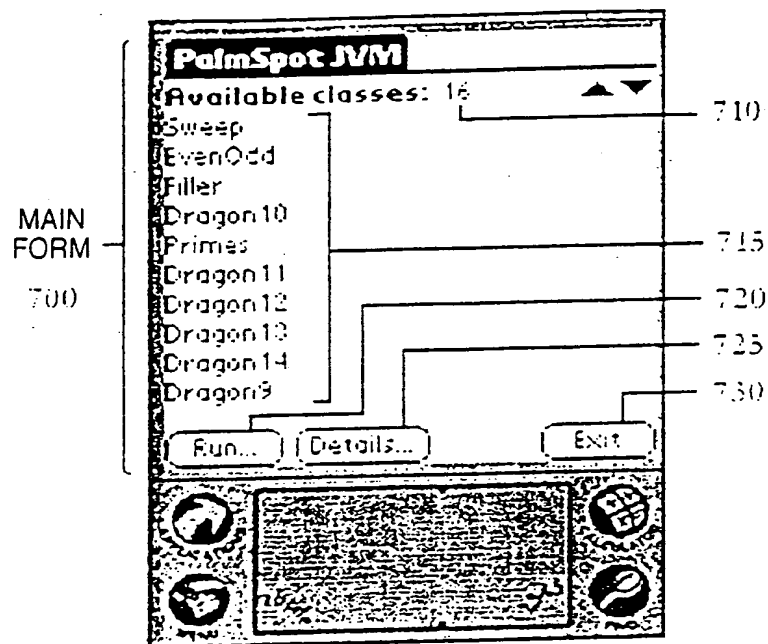 PalmSpot JVM
Available classes: 16
710
Sweep
EvenOdd
Filler
Dragon10
Primes
Dragon11
Dragon12
Dragon13
Dragon14
Dragon9
MAIN
FORM
700
715
720
725
730
Run...
Details...
Exit